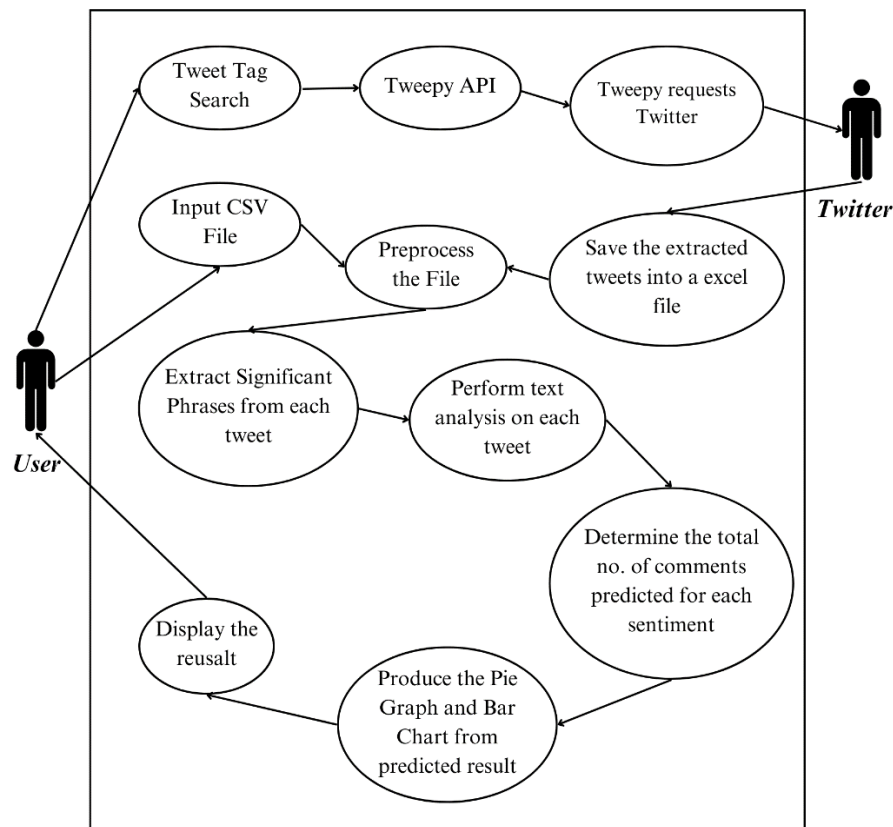 Tweet Tag
Search
Tweepy API
Tweepy requests
Twitter
Twitter
Input CSV
File
Preprocess
the File
Save the extracted
tweets into a excel
file
User
Extract Significant
Phrases from each
tweet
Perform text
analysis on each
tweet
Determine the total
no. of comments
predicted for each
sentiment
Display the
reusalt
Produce the Pie
Graph and Bar
Chart from
predicted result